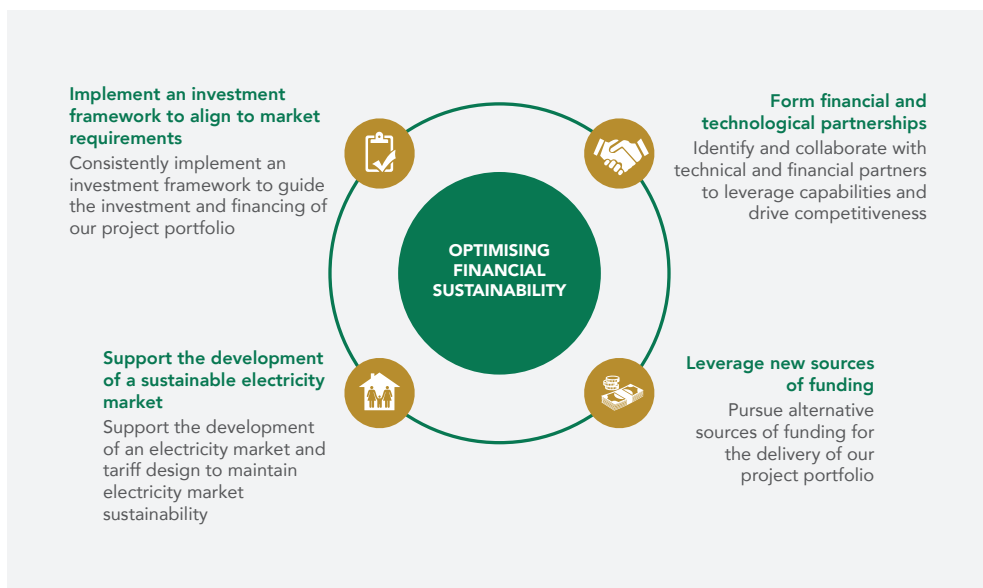 Implement an investment
framework to align to market
requirements
Consistently implement an
investment framework to guide
the investment and financing of
our project portfolio
Form financial and
technological partnerships
Identify and collaborate with
technical and financial partners
to leverage capabilities and
drive competitiveness
OPTIMISING
FINANCIAL
SUSTAINABILITY
Support the development
of a sustainable electricity
market
Support the development
of an electricity market and
tariff design to maintain
electricity market
sustainability
Leverage new sources
of funding
Pursue alternative
sources of funding for
the delivery of our
project portfolio